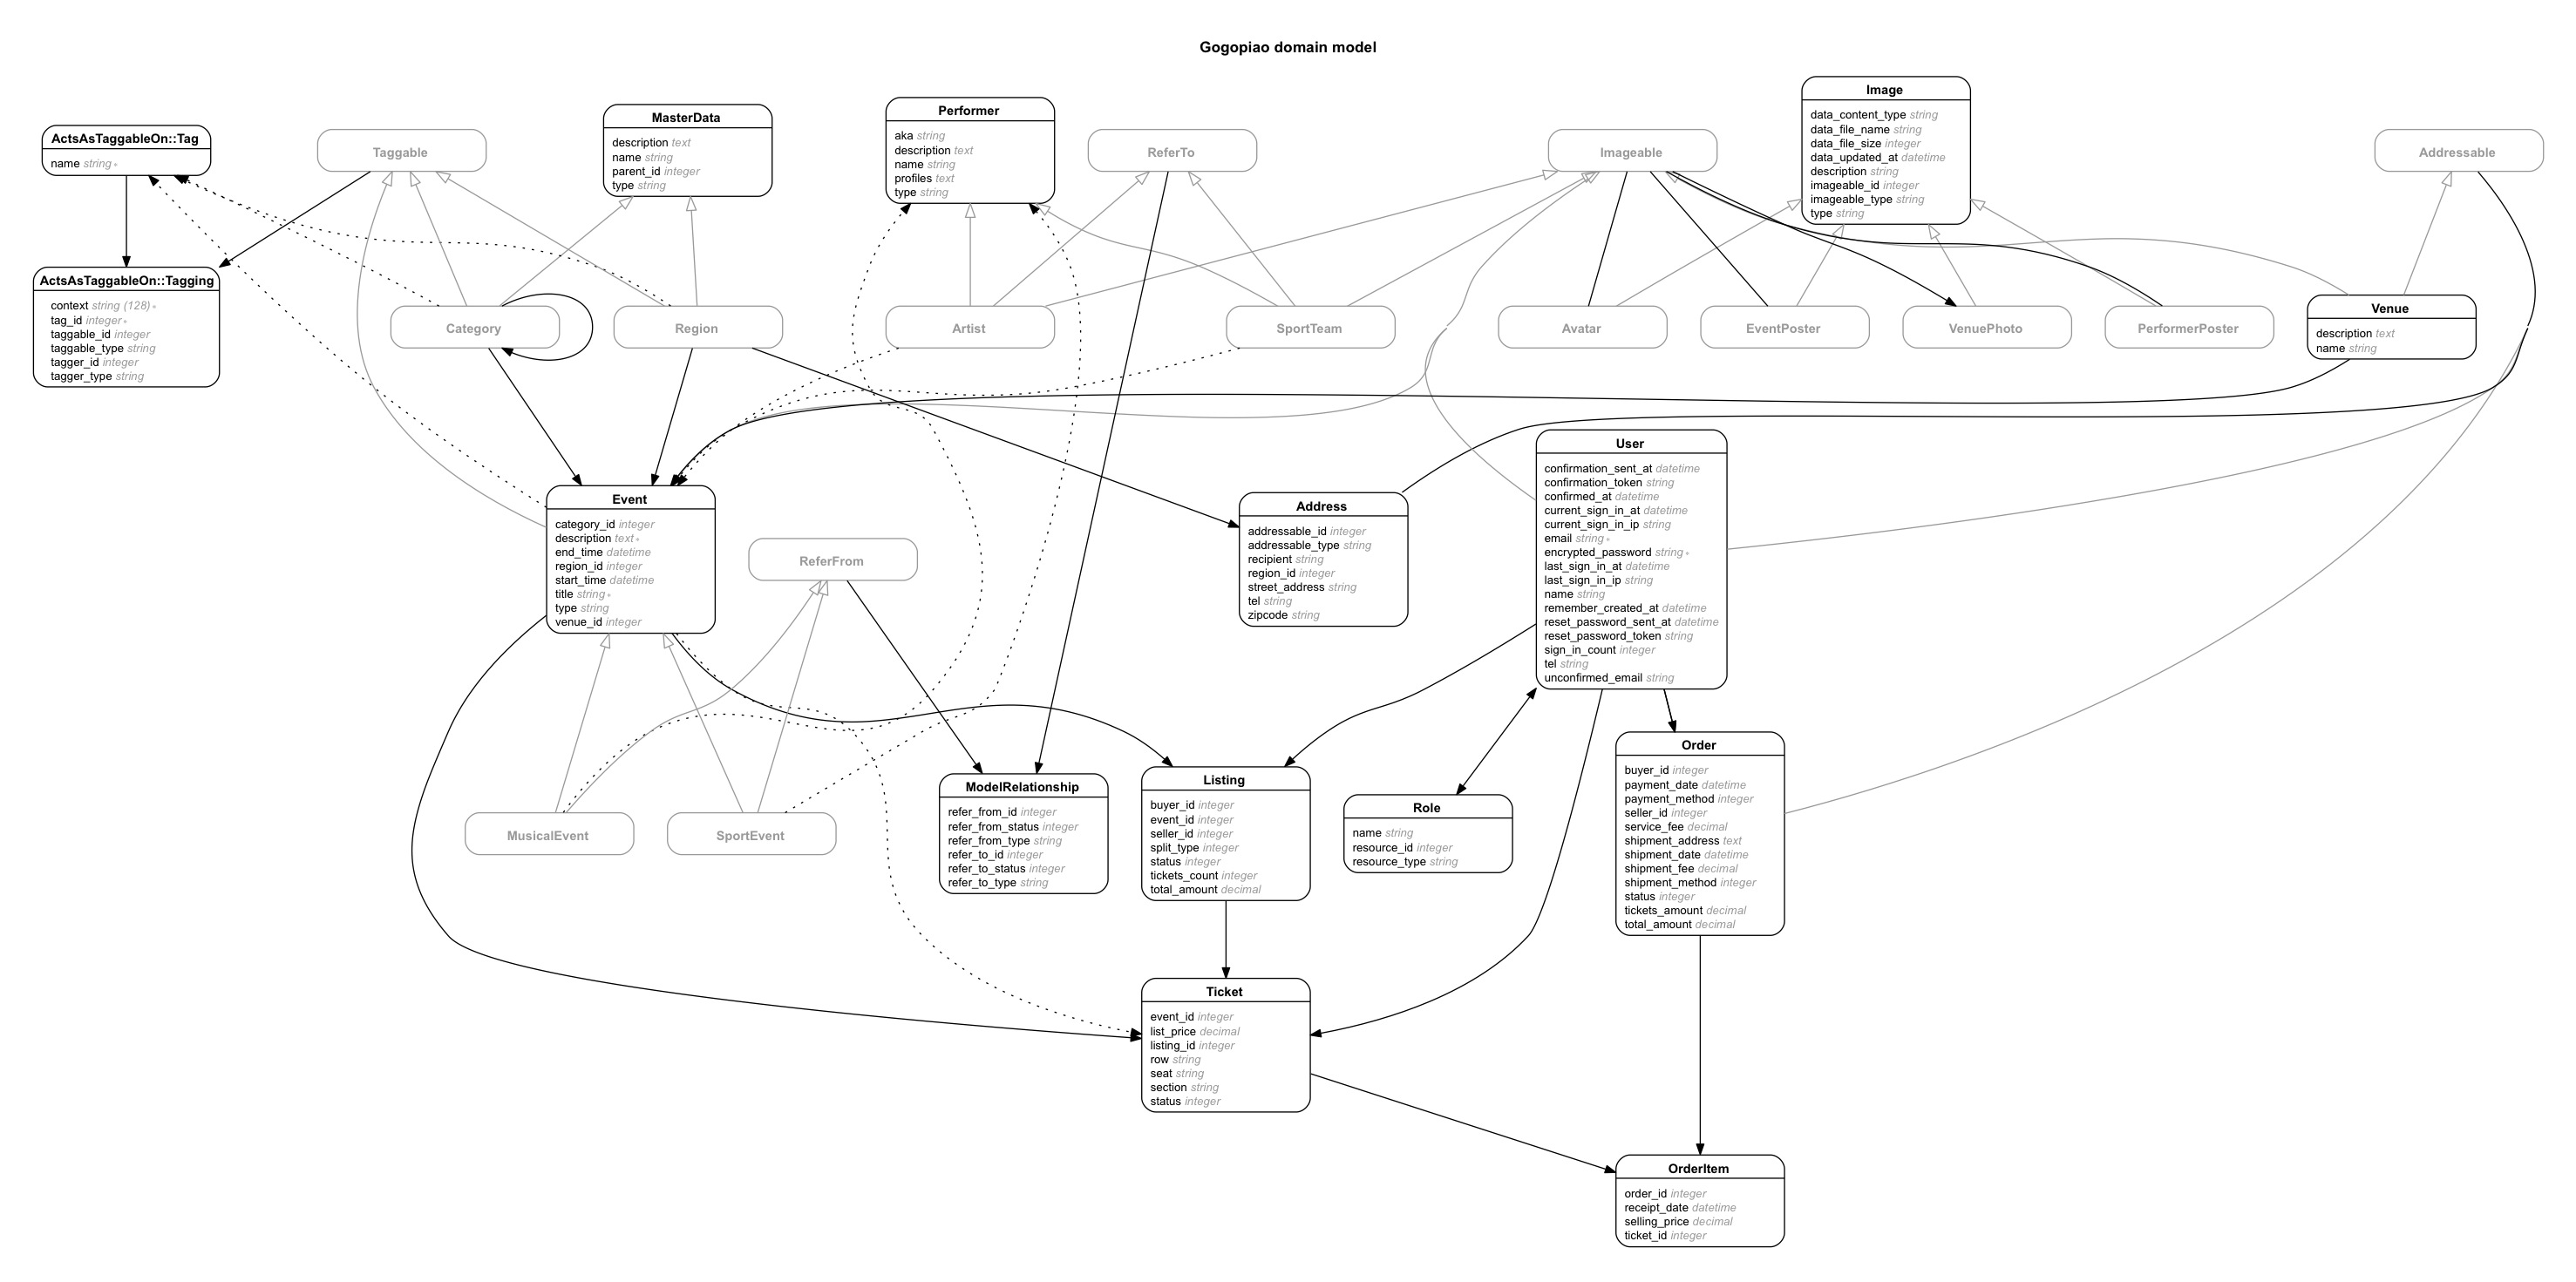 Gogopiao domain model
ActsAsTaggableOn::Tag
name string *
Taggable
MasterData
description text
name string
parent_id integer
type string
Performer
aka string
description text
name string
profiles text
type string
ReferTo
Imageable
Image
data_content_type string
data_file_name string
data_file_size integer
data_updated_at datetime
description string
imageable_id integer
imageable_type string
type string
Addressable
ActsAsTaggableOn::Tagging
context string (128) *
tag_id integer *
taggable_id integer
taggable_type string
tagger_id integer
tagger_type string
Category
Region
Artist
SportTeam
Avatar
EventPoster
VenuePhoto
PerformerPoster
Venue
description text
name string
Event
category_id integer
description text *
end_time datetime
region_id integer
start_time datetime
title string *
type string
venue_id integer
ReferFrom
Address
addressable_id integer
addressable_type string
recipient string
region_id integer
street_address string
tel string
zipcode string
User
confirmation_sent_at datetime
confirmation_token string
confirmed_at datetime
current_sign_in_at datetime
current_sign_in_ip string
email string *
encrypted_password string *
last_sign_in_at datetime
last_sign_in_ip string
name string
remember_created_at datetime
reset_password_sent_at datetime
reset_password_token string
sign_in_count integer
tel string
unconfirmed_email string
MusicalEvent
SportEvent
ModelRelationship
refer_from_id integer
refer_from_status integer
refer_from_type string
refer_to_id integer
refer_to_status integer
refer_to_type string
Listing
buyer_id integer
event_id integer
seller_id integer
split_type integer
status integer
tickets_count integer
total_amount decimal
Role
name string
resource_id integer
resource_type string
Order
buyer_id integer
payment_date datetime
payment_method integer
seller_id integer
service_fee decimal
shipment_address text
shipment_date datetime
shipment_fee decimal
shipment_method integer
status integer
tickets_amount decimal
total_amount decimal
Ticket
event_id integer
list_price decimal
listing_id integer
row string
seat string
section string
status integer
OrderItem
order_id integer
receipt_date datetime
selling_price decimal
ticket_id integer